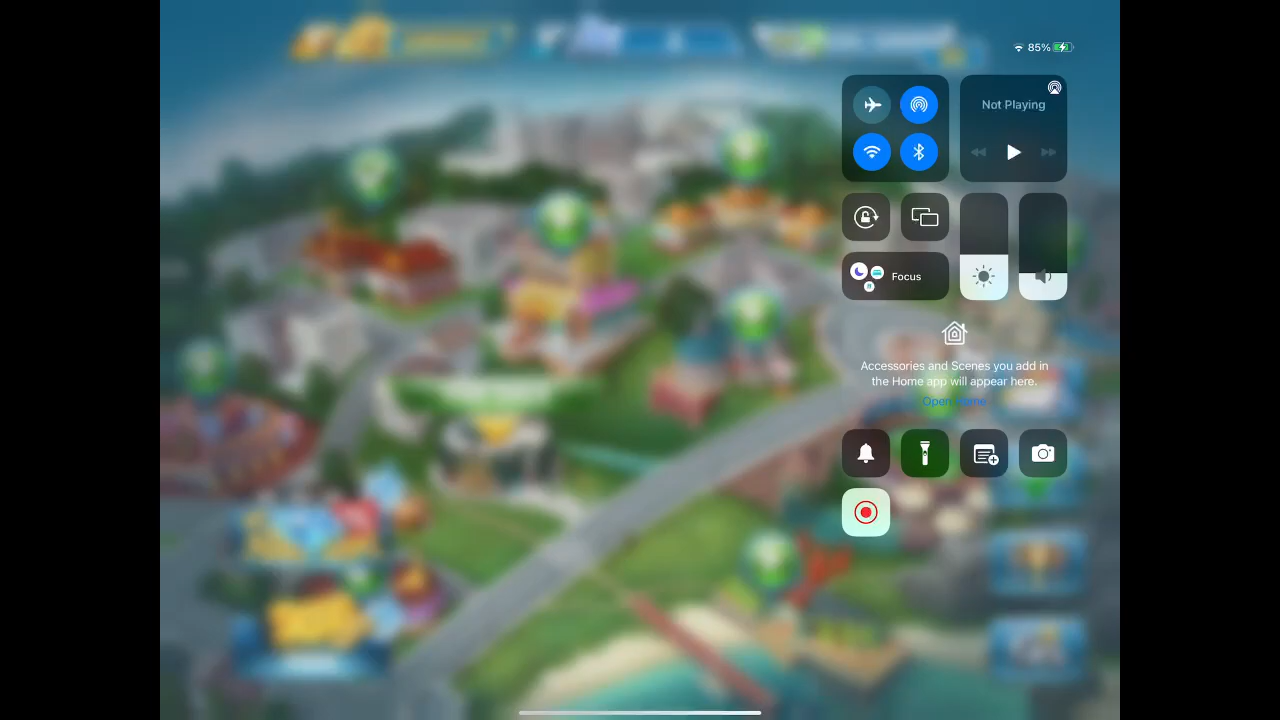 85%
Not Playing
Focus
Accessories and Scenes you add in
the Home app will appear here.
Open Home